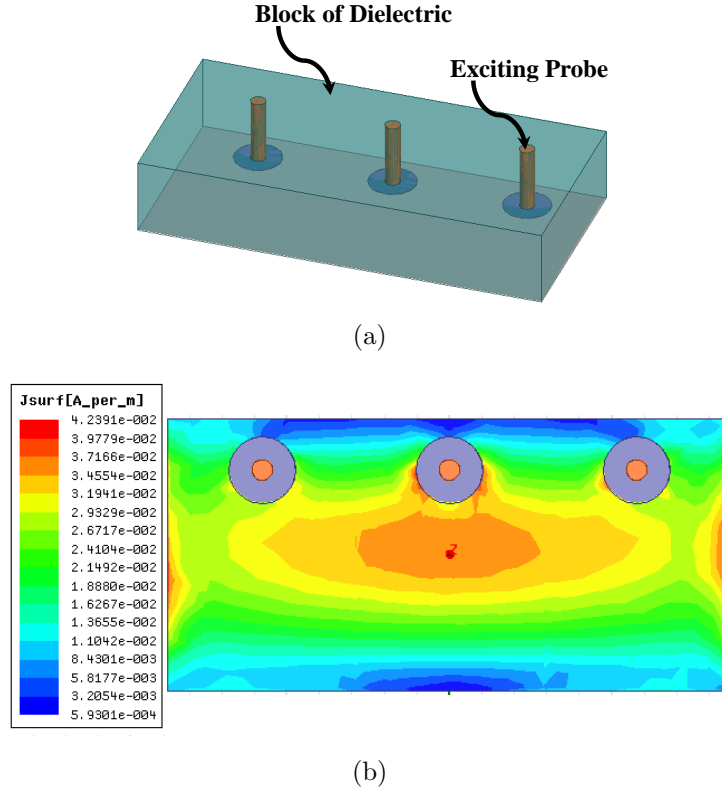 Block of Dielectric
Exciting Probe
(a)
Jsurf[A_per_m]
4.2391e-002
3.9779e-002
3.7166e-002
3.4554e-002
3.1941e-002
2.9329e-002
2.6717e-002
2.4104e-002
2.1492e-002
1.8880e-002
1.6267e-002
1.3655e-002
1.1042e-002
8.4301e-003
5.8177e-003
3.2054e-003
5.9301e-004
Z
(b)